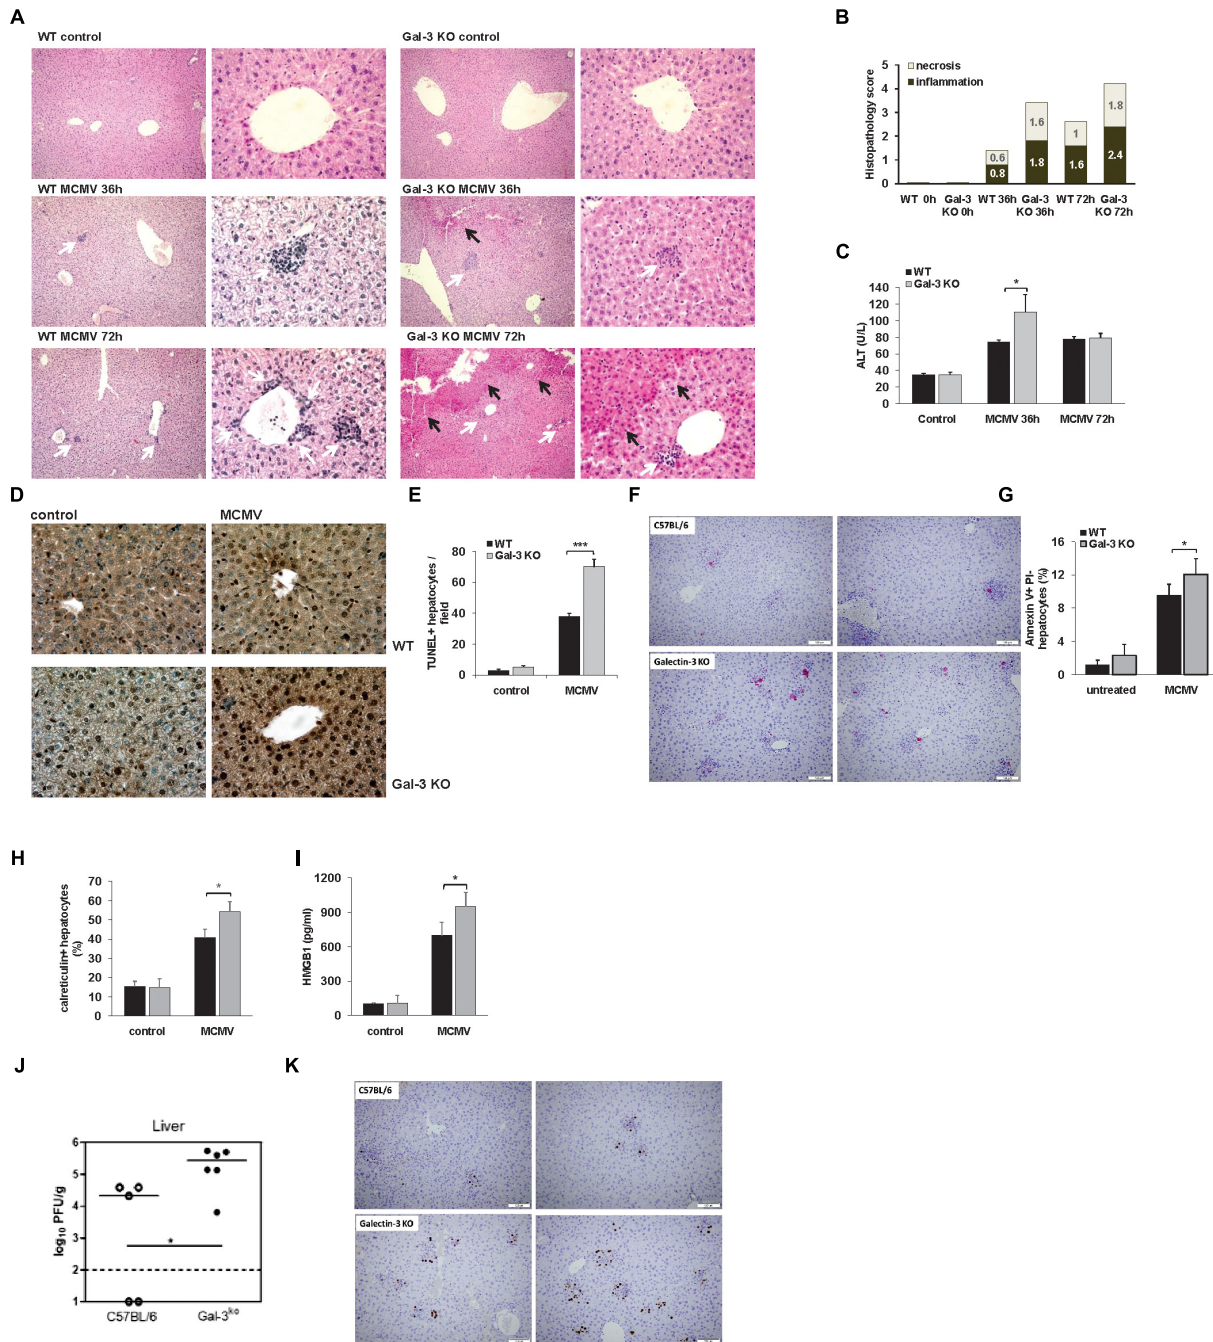 A
WT control
Gal-3 KO control
WT MCMV 36h
Gal-3 KO MCMV 36h
WT MCMV 72h
Gal-3 KO MCMV 72h
B
necrosis
inflammation
Histopathology score
5
4
3
2
1
0
0.6
0.8
1.6
1.8
1
1.6
1.8
2.4
WT 0h
Gal-3 KO 0h
WT 36h
Gal-3 KO 36h
WT 72h
Gal-3 KO 72h
C
WT
Gal-3 KO
ALT (U/L)
140
120
100
80
60
40
20
0
*
Control
MCMV 36h
MCMV 72h
D
control
MCMV
WT
Gal-3 KO
E
WT
Gal-3 KO
TUNEL+ hepatocytes / field
80
60
40
20
0
***
control
MCMV
F
C57BL/6
Galectin-3 KO
G
WT
Gal-3 KO
Annexin V+ PI- hepatocytes (%)
16
12
8
4
0
*
untreated
MCMV
H
calreticulin+ hepatocytes (%)
70
60
50
40
30
20
10
0
*
control
MCMV
I
HMGB1 (pg/ml)
1200
900
600
300
0
*
control
MCMV
J
Liver
log10 PFU/g
6
5
4
3
2
1
*
C57BL/6
Gal-3ko
K
C57BL/6
Galectin-3 KO